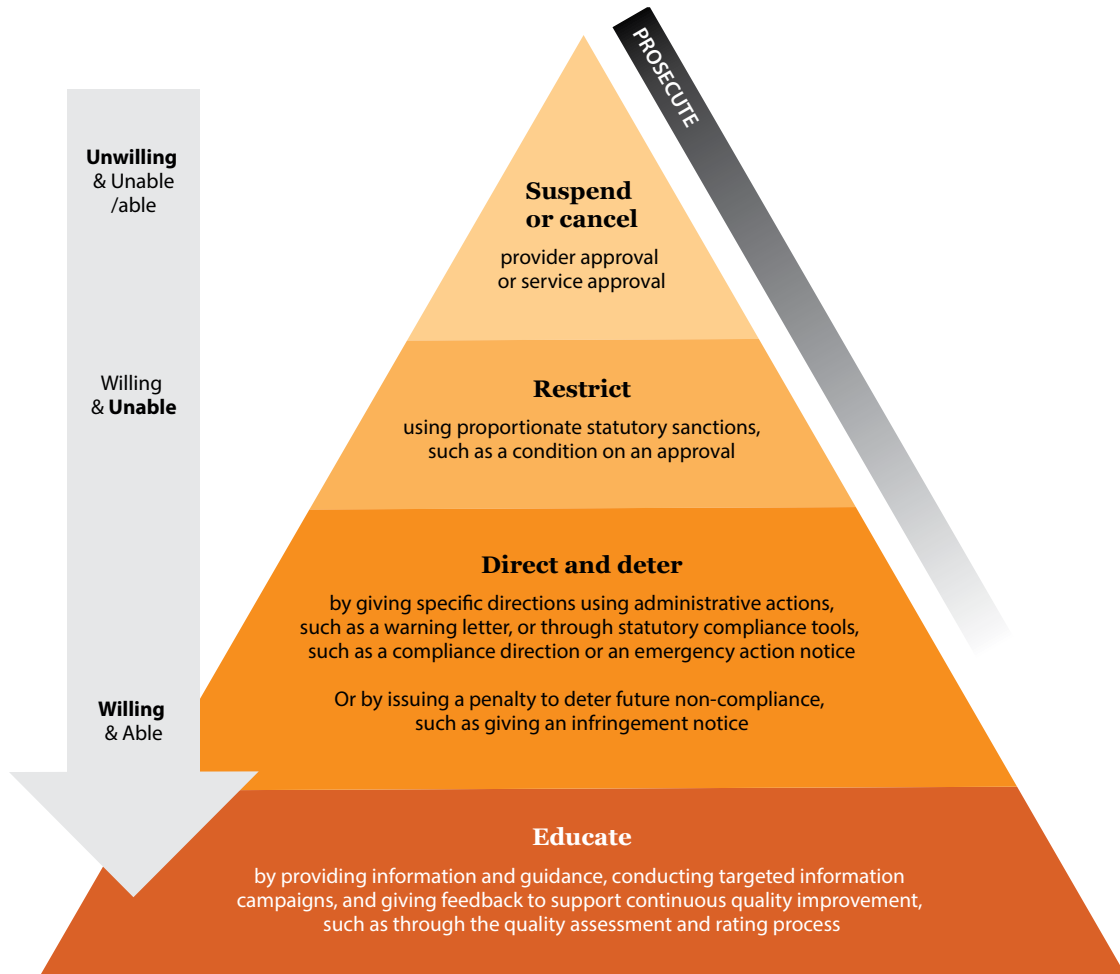 PROSECUTE
Unwilling
& Unable
/able
Suspend
or cancel
provider approval
or service approval
Willing
& Unable
Restrict
using proportionate statutory sanctions,
such as a condition on an approval
Direct and deter
by giving specific directions using administrative actions,
such as a warning letter, or through statutory compliance tools,
such as a compliance direction or an emergency action notice
Or by issuing a penalty to deter future non-compliance,
such as giving an infringement notice
Willing
& Able
Educate
by providing information and guidance, conducting targeted information
campaigns, and giving feedback to support continuous quality improvement,
such as through the quality assessment and rating process